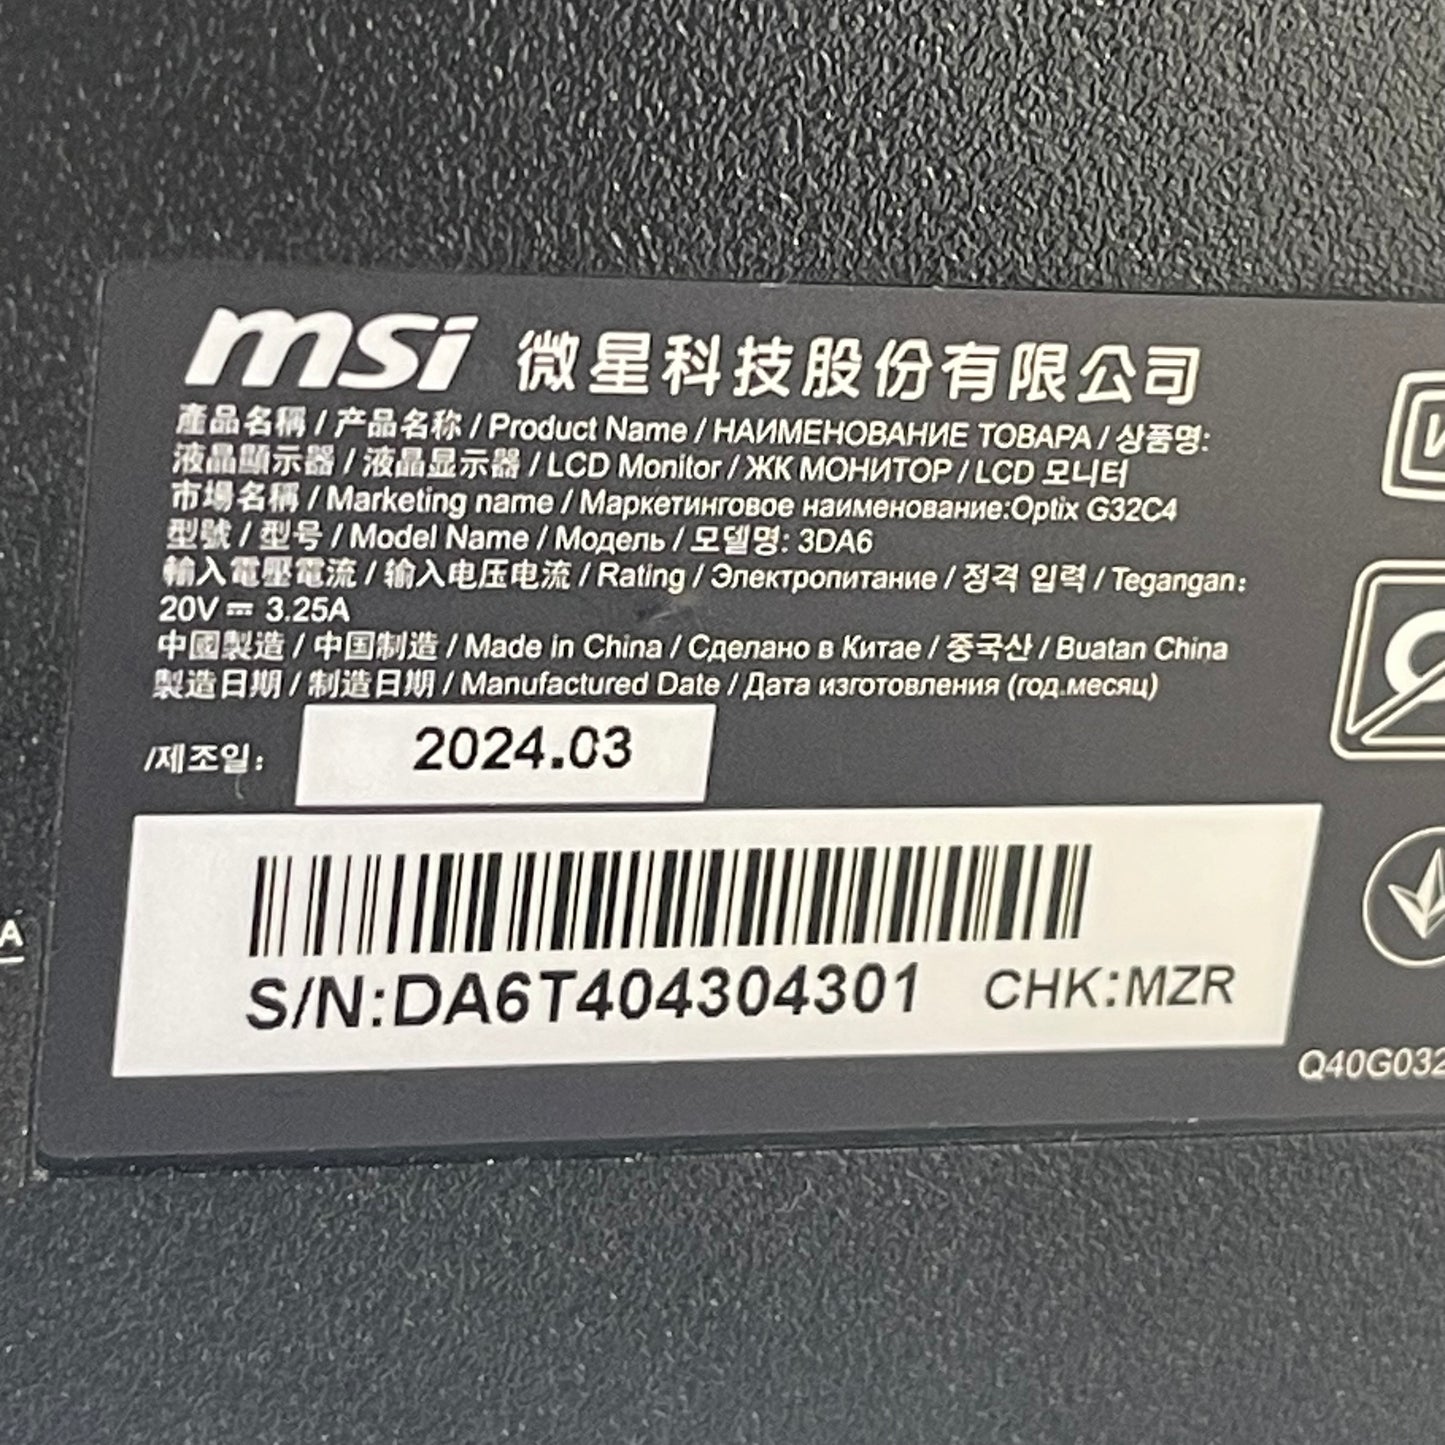 msi 微星科技股份有限公司
產品名稱 / 产品名称 / Product Name / НАИМЕНОВАНИЕ ТОВАРА / 상품명:
液晶顯示器 / 液晶显示器 / LCD Monitor / ЖК МОНИТОР / LCD 모니터
市場名稱 / Marketing name / Маркетинговое наименование:Optix G32C4
型號 / 型号 / Model Name / Модель / 모델명: 3DA6
輸入電壓電流 / 输入电压电流 / Rating / Электропитание / 정격 입력 / Tegangan:
20V ⎓ 3.25A
中國製造 / 中国制造 / Made in China / Сделано в Китае / 중국산 / Buatan China
製造日期 / 制造日期 / Manufactured Date / Дата изготовления (год.месяц)
/제조일: 2024.03
A
S/N:DA6T404304301 CHK:MZR
Q40G032